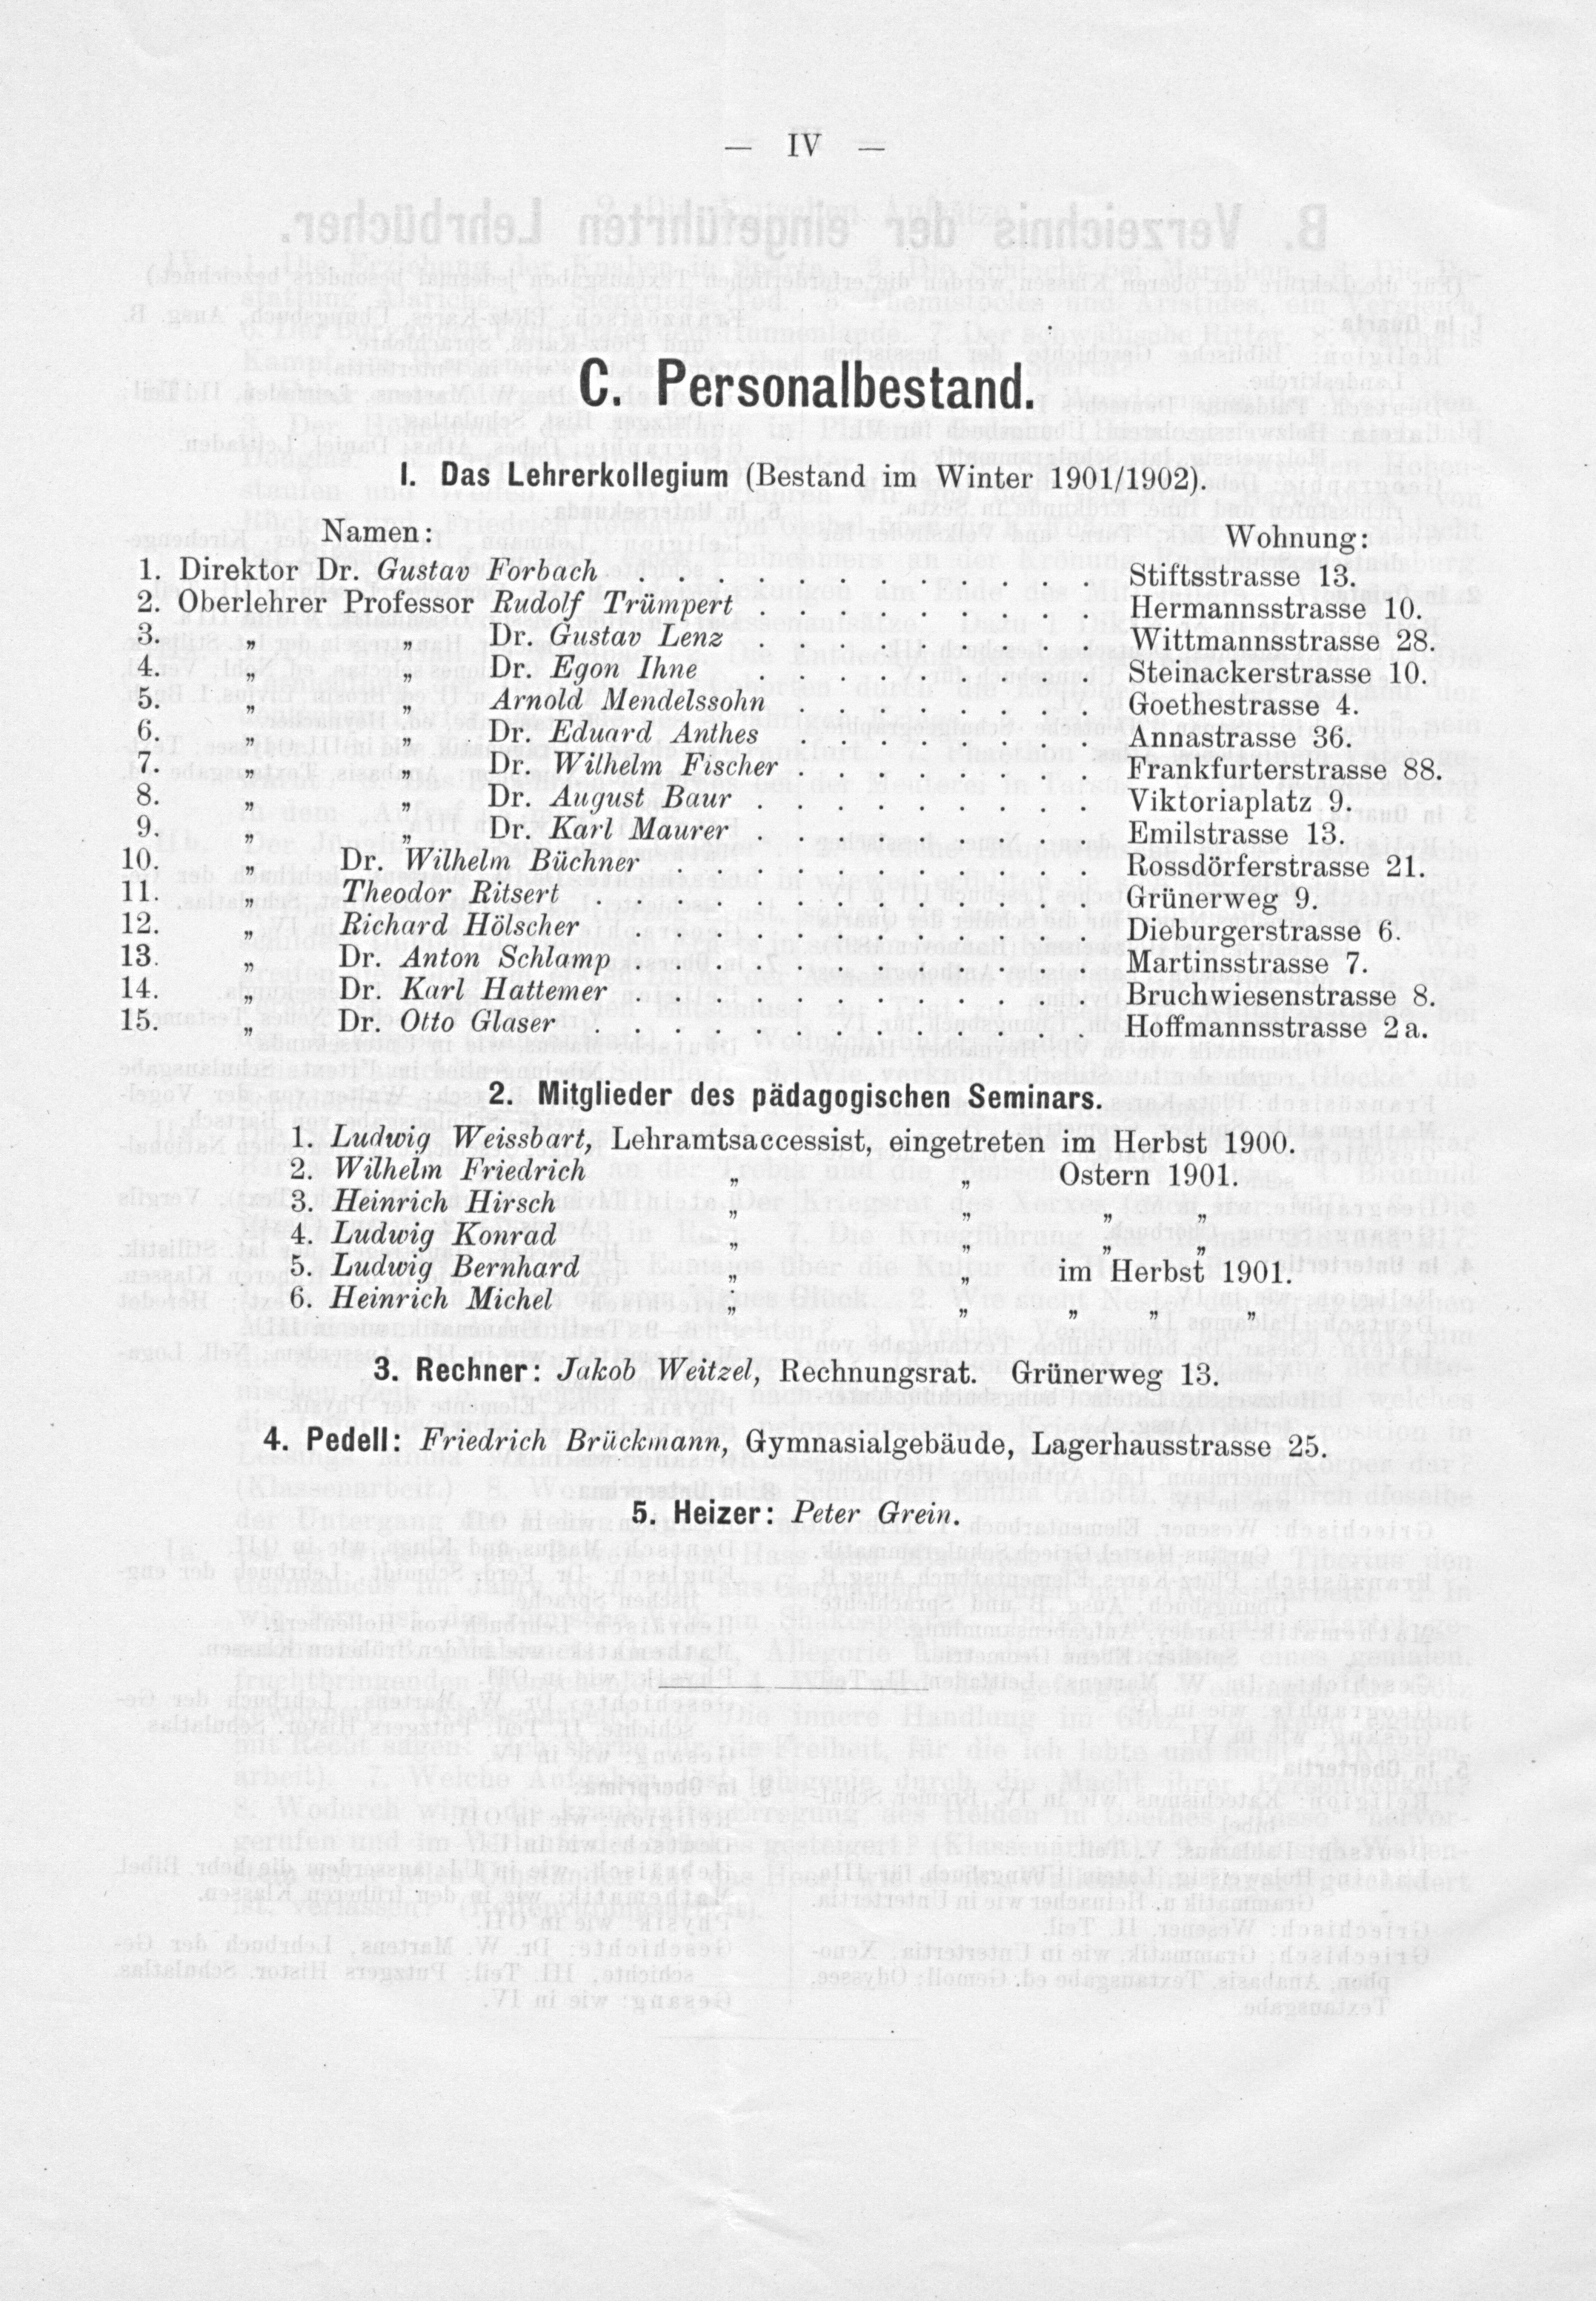 — IV —
C. Personalbestand.
I. Das Lehrerkollegium (Bestand im Winter 1901/1902).
Namen: Wohnung:
1. Direktor Dr. Gustav Forbach . . . . . . . . . . . . Stiftsstrasse 13.
2. Oberlehrer Professor Rudolf Trümpert . . . . . . . . . Hermannsstrasse 10.
3. „ „ Dr. Gustav Lenz . . . . . . . . . Wittmannsstrasse 28.
4. „ „ Dr. Egon Ihne . . . . . . . . . Steinackerstrasse 10.
5. „ „ Arnold Mendelssohn . . . . . . . . Goethestrasse 4.
6. „ „ Dr. Eduard Anthes . . . . . . . . Annastrasse 36.
7. „ „ Dr. Wilhelm Fischer . . . . . . . . Frankfurterstrasse 88.
8. „ „ Dr. August Baur . . . . . . . . . Viktoriaplatz 9.
9. „ „ Dr. Karl Maurer . . . . . . . . . Emilstrasse 13.
10. „ Dr. Wilhelm Büchner . . . . . . . . . . . Rossdörferstrasse 21.
11. „ Theodor Ritsert . . . . . . . . . . . . . Grünerweg 9.
12. „ Richard Hölscher . . . . . . . . . . . . Dieburgerstrasse 6.
13. „ Dr. Anton Schlamp . . . . . . . . . . . . Martinsstrasse 7.
14. „ Dr. Karl Hattemer . . . . . . . . . . . . Bruchwiesenstrasse 8.
15. „ Dr. Otto Glaser . . . . . . . . . . . . . Hoffmannsstrasse 2a.
2. Mitglieder des pädagogischen Seminars.
1. Ludwig Weissbart, Lehramtsaccessist, eingetreten im Herbst 1900.
2. Wilhelm Friedrich „ „ Ostern 1901.
3. Heinrich Hirsch „ „ „ „
4. Ludwig Konrad „ „ „ „
5. Ludwig Bernhard „ „ im Herbst 1901.
6. Heinrich Michel „ „ „ „ „
3. Rechner: Jakob Weitzel, Rechnungsrat. Grünerweg 13.
4. Pedell: Friedrich Brückmann, Gymnasialgebäude, Lagerhausstrasse 25.
5. Heizer: Peter Grein.